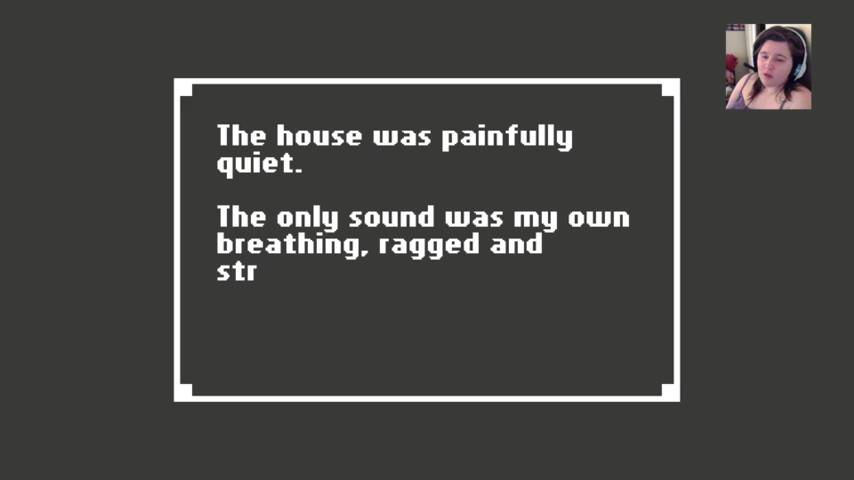 The house was painfully
quiet.
The only sound was my own
breathing, ragged and
str